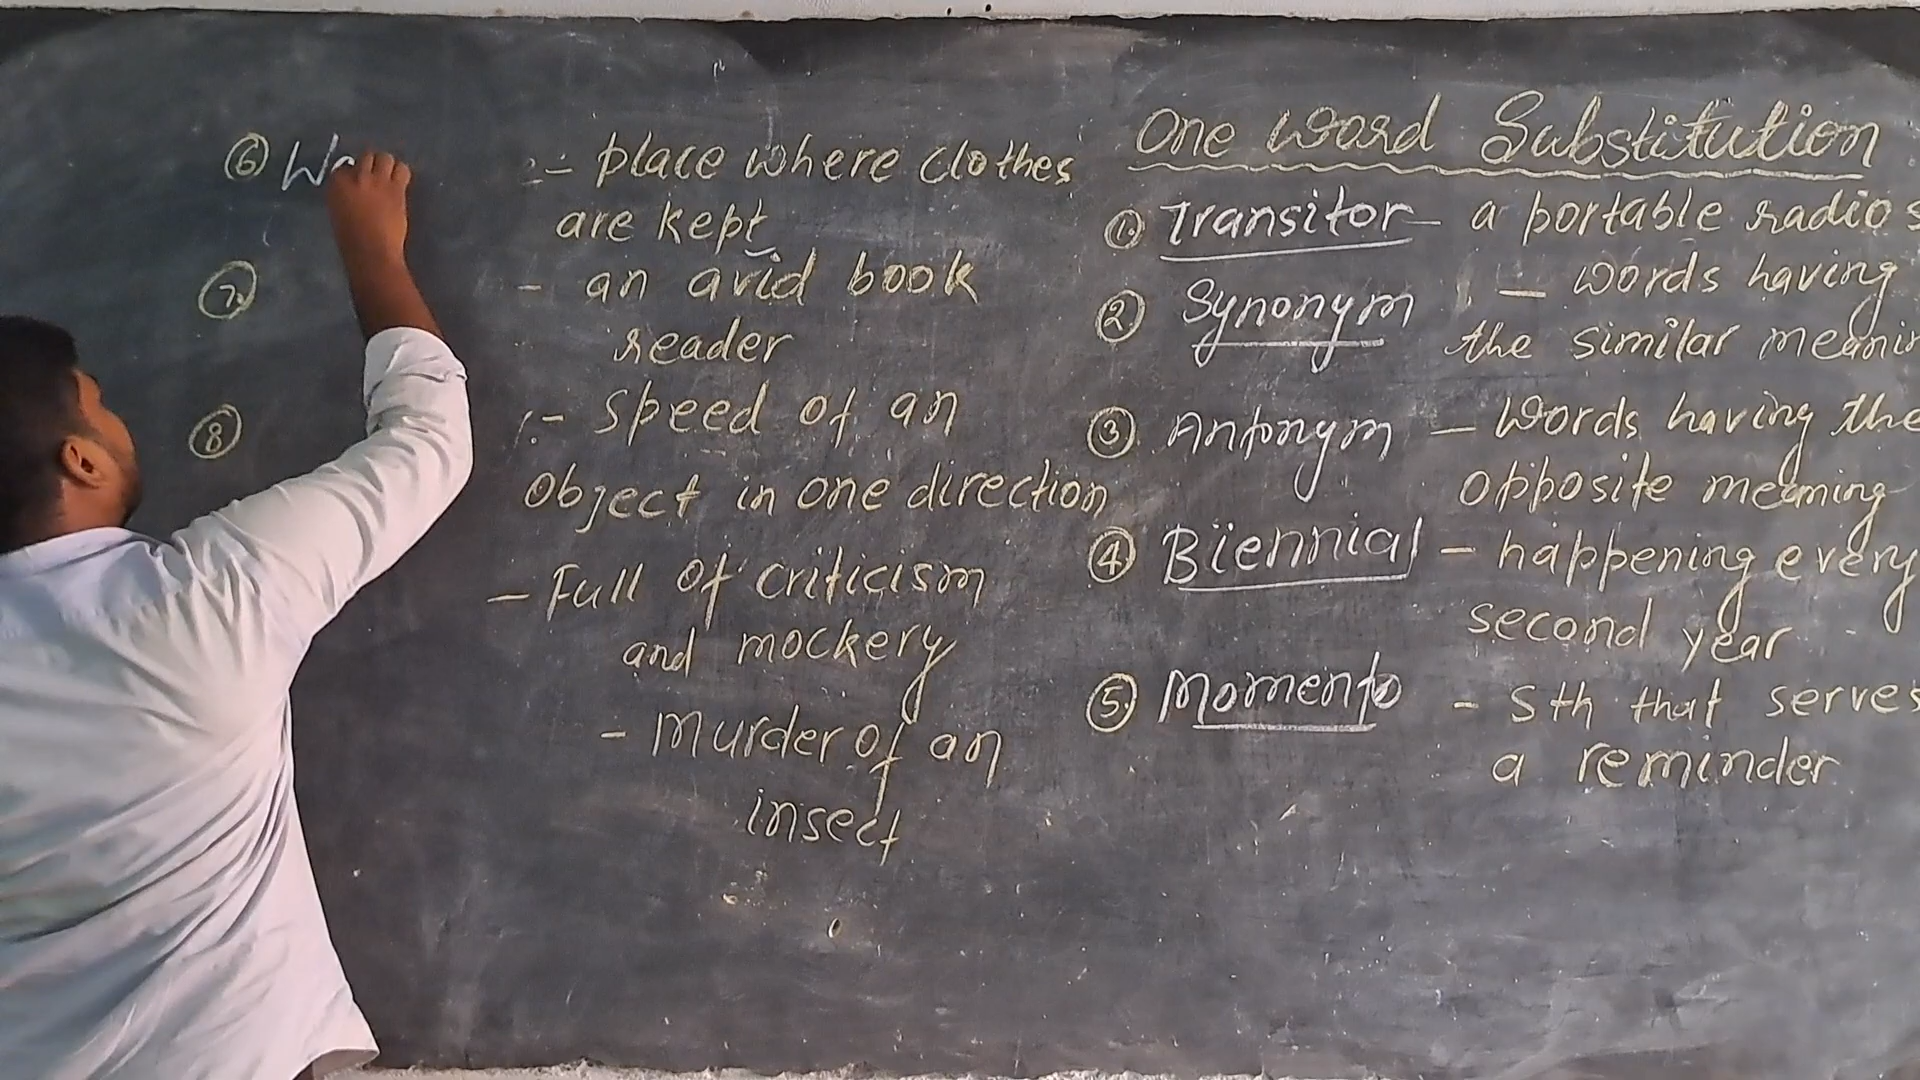 One Word Substitution
① Transitor – a portable radio s
② Synonym – words having
the similar meanin
③ Antonym – Words having the
opposite meaning
④ Biennial – happening every
second year
⑤ Momento – Sth that serves
a reminder
⑥ Wa :- place where clothes
are kept
⑦ - an avid book
reader
⑧ :- Speed of an
object in one direction
– Full of criticism
and mockery
– Murder of an
insect